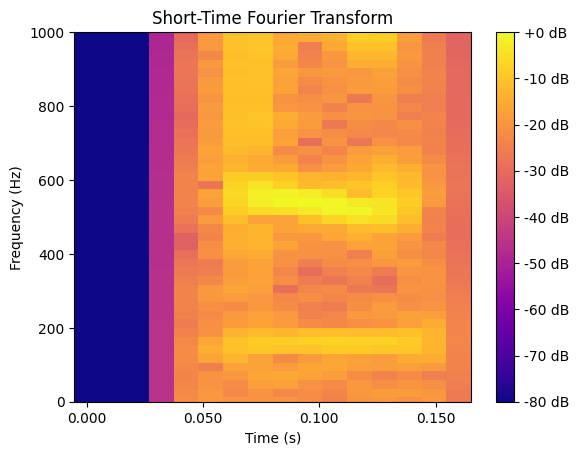 Short-Time Fourier Transform
1000
800
600
400
200
0
Frequency (Hz)
0.000
0.050
0.100
0.150
Time (s)
+0 dB
-10 dB
-20 dB
-30 dB
-40 dB
-50 dB
-60 dB
-70 dB
-80 dB